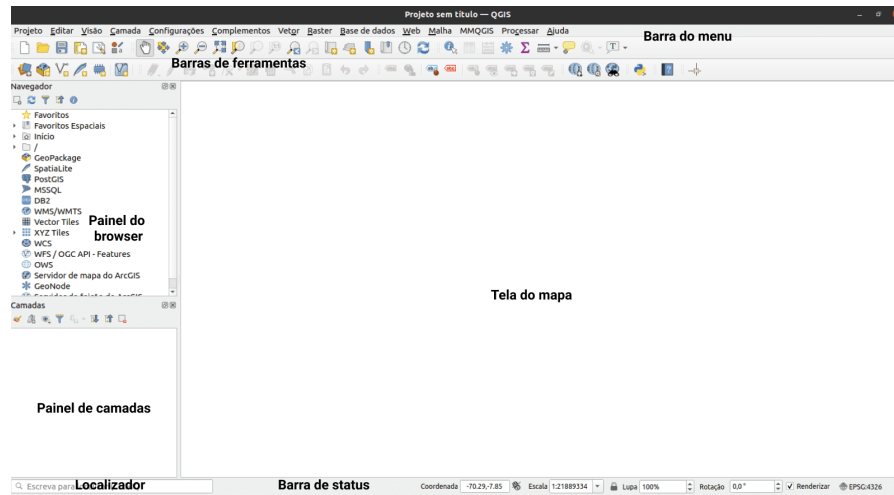 Projeto sem título — QGIS
Projeto Editar Visão Camada Configurações Complementos Vetor Raster Base de dados Web Malha MMQGIS Processar Ajuda
Barra do menu
Barras de ferramentas
Navegador
Favoritos
Favoritos Espaciais
Início
/
GeoPackage
SpatiaLite
PostGIS
MSSQL
DB2
WMS/WMTS
Vector Tiles
XYZ Tiles
WCS
WFS / OGC API - Features
OWS
Servidor de mapa do ArcGIS
GeoNode
Painel do
browser
Tela do mapa
Camadas
Painel de camadas
Escreva para
Localizador
Barra de status
Coordenada -70.29,-7.85 Escala 1:21889334 Lupa 100% Rotação 0,0 ° Renderizar EPSG:4326